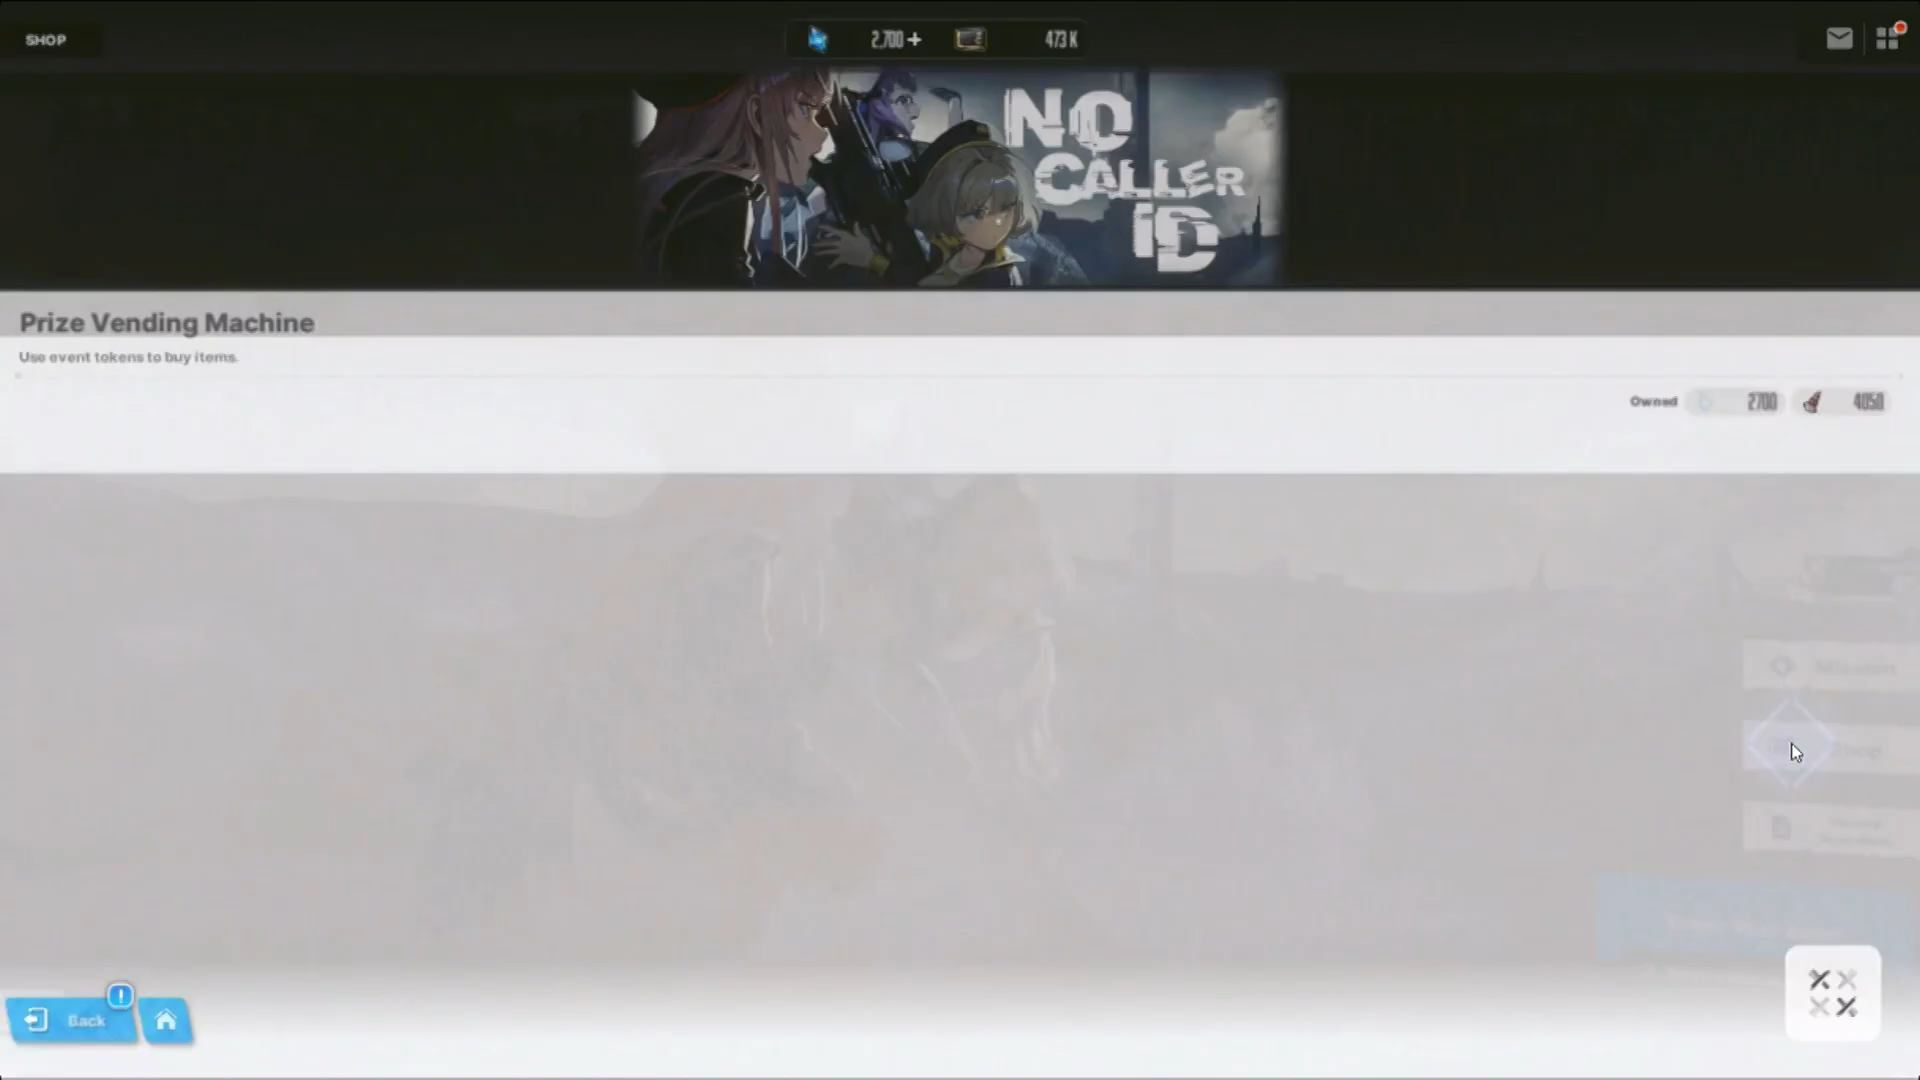 SHOP
2,700 +
473 K
NO
CALLER
ID
Prize Vending Machine
Use event tokens to buy items.
Owned 2700 4050
! Back